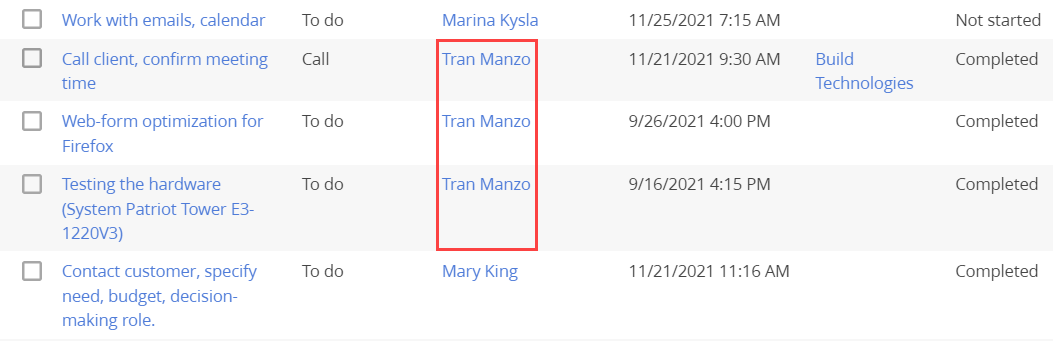 Work with emails, calendar To do Marina Kysla 11/25/2021 7:15 AM Not started
Call client, confirm meeting Call Tran Manzo 11/21/2021 9:30 AM Build Completed
time Technologies
Web-form optimization for To do Tran Manzo 9/26/2021 4:00 PM Completed
Firefox
Testing the hardware To do Tran Manzo 9/16/2021 4:15 PM Completed
(System Patriot Tower E3-
1220V3)
Contact customer, specify To do Mary King 11/21/2021 11:16 AM Completed
need, budget, decision-
making role.